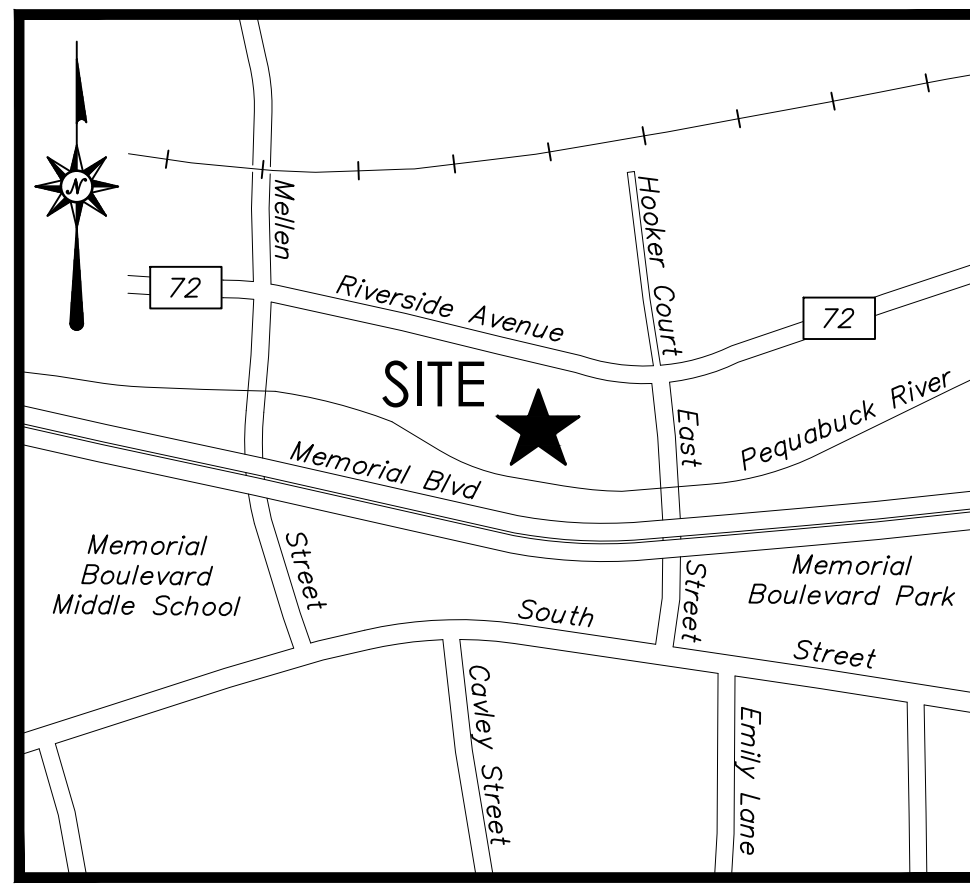 Mellen
Hooker Court
N
72
Riverside Avenue
72
SITE
East
Pequabuck River
Memorial Blvd
Memorial
Boulevard
Middle School
Street
Street
Memorial
Boulevard Park
South
Street
Cavley Street
Emily Lane